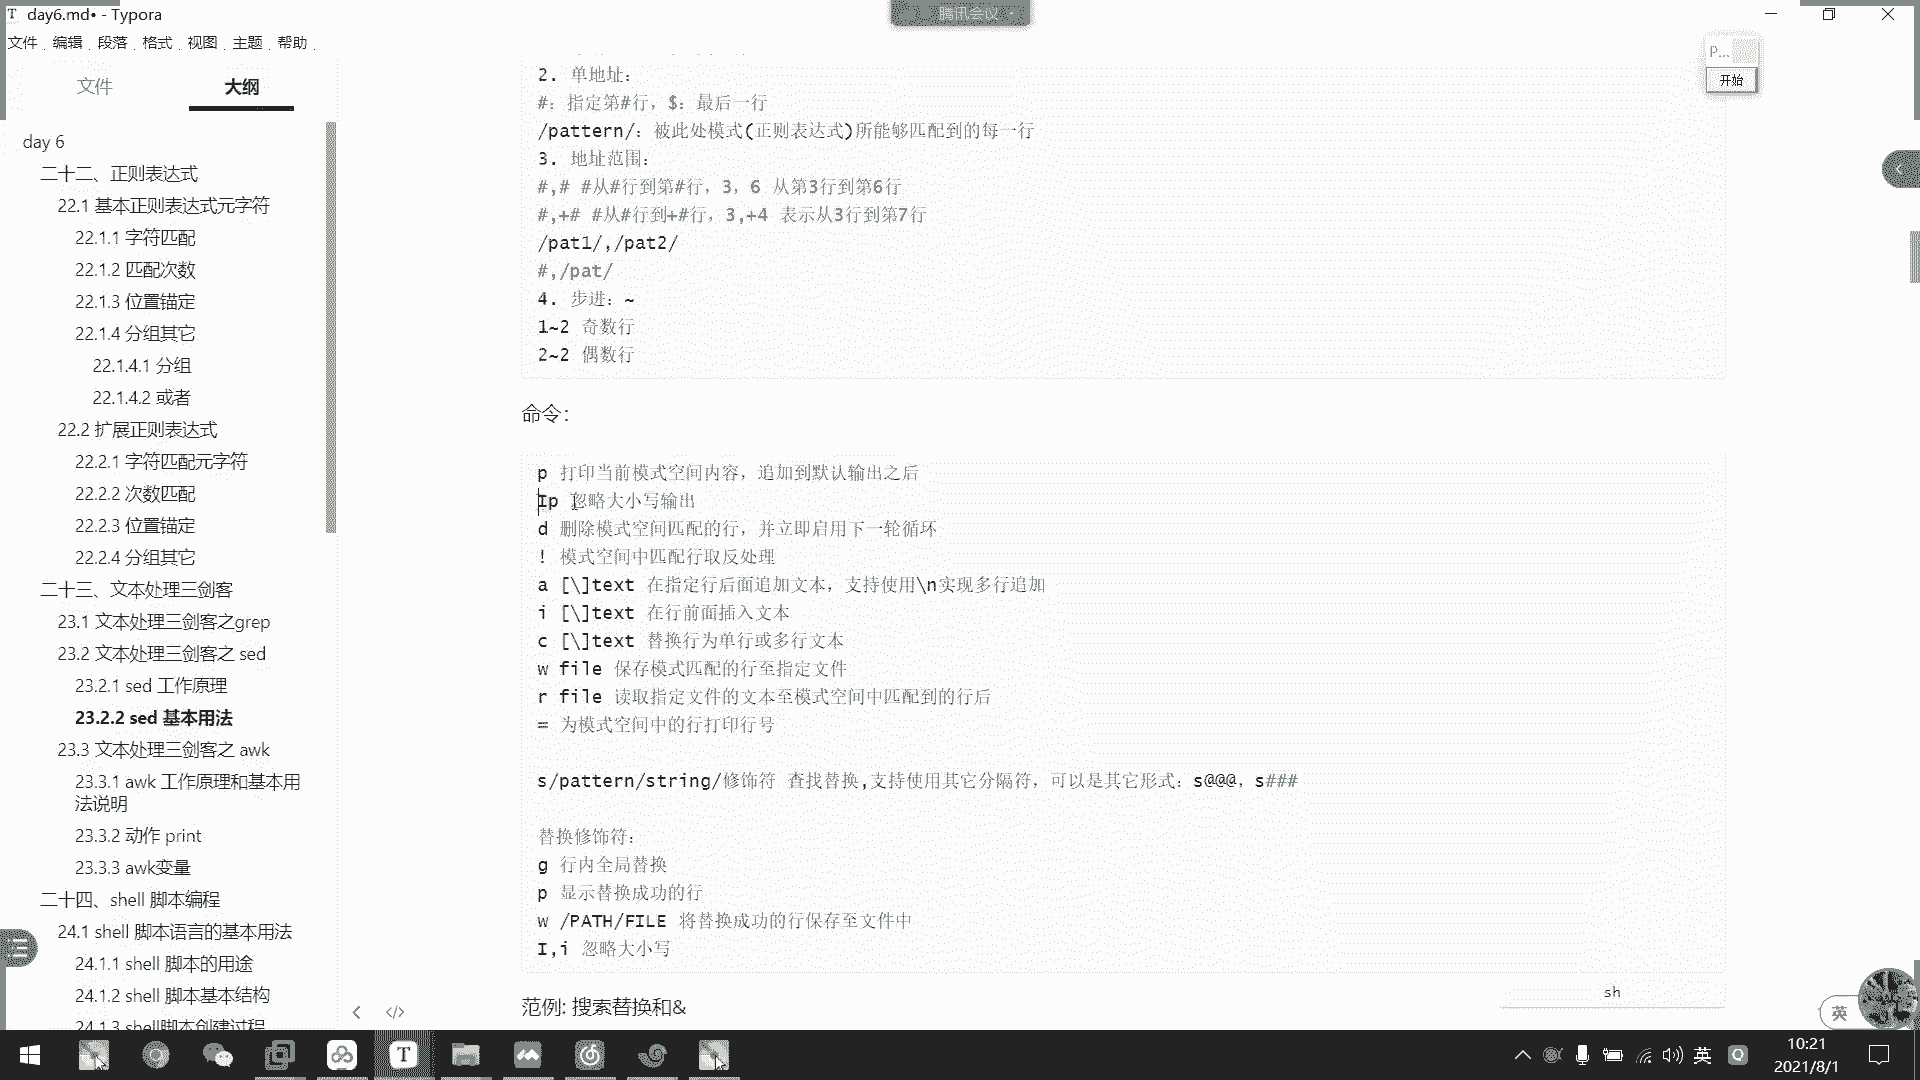 day6.md• - Typora
腾讯会议
文件 编辑 段落 格式 视图 主题 帮助
P...
开始
文件
大纲
day 6
二十二、正则表达式
22.1 基本正则表达式元字符
22.1.1 字符匹配
22.1.2 匹配次数
22.1.3 位置锚定
22.1.4 分组其它
22.1.4.1 分组
22.1.4.2 或者
22.2 扩展正则表达式
22.2.1 字符匹配元字符
22.2.2 次数匹配
22.2.3 位置锚定
22.2.4 分组其它
二十三、文本处理三剑客
23.1 文本处理三剑客之grep
23.2 文本处理三剑客之 sed
23.2.1 sed 工作原理
23.2.2 sed 基本用法
23.3 文本处理三剑客之 awk
23.3.1 awk 工作原理和基本用
法说明
23.3.2 动作 print
23.3.3 awk变量
二十四、shell 脚本编程
24.1 shell 脚本语言的基本用法
24.1.1 shell 脚本的用途
24.1.2 shell 脚本基本结构
24.1.3 shell脚本创建过程
2. 单地址：
#：指定第#行，$：最后一行
/pattern/：被此处模式(正则表达式)所能够匹配到的每一行
3. 地址范围：
#,# #从#行到第#行，3，6 从第3行到第6行
#,+# #从#行到+#行，3,+4 表示从3行到第7行
/pat1/,/pat2/
#,/pat/
4. 步进：~
1~2 奇数行
2~2 偶数行
命令：
p 打印当前模式空间内容，追加到默认输出之后
Ip 忽略大小写输出
d 删除模式空间匹配的行，并立即启用下一轮循环
! 模式空间中匹配行取反处理
a [\]text 在指定行后面追加文本，支持使用\n实现多行追加
i [\]text 在行前面插入文本
c [\]text 替换行为单行或多行文本
w file 保存模式匹配的行至指定文件
r file 读取指定文件的文本至模式空间中匹配到的行后
= 为模式空间中的行打印行号
s/pattern/string/修饰符 查找替换,支持使用其它分隔符，可以是其它形式：s@@@，s###
替换修饰符：
g 行内全局替换
p 显示替换成功的行
w /PATH/FILE 将替换成功的行保存至文件中
I,i 忽略大小写
sh
范例: 搜索替换和&
英
英
10:21
2021/8/1